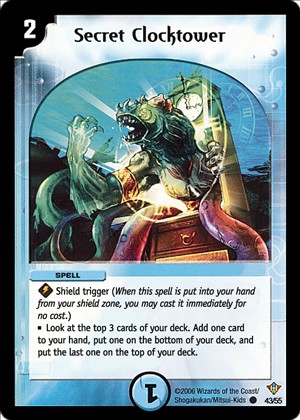 2
Secret Clocktower
SPELL
Shield trigger (When this spell is put into your hand
from your shield zone, you may cast it immediately
for no cost.)
▪ Look at the top 3 cards of your deck. Add one card
to your hand, put one on the bottom of your deck, and
put the last one on the top of your deck.
1
©2006 Wizards of the Coast/
Shogakukan/Mitsui-Kids
43/55